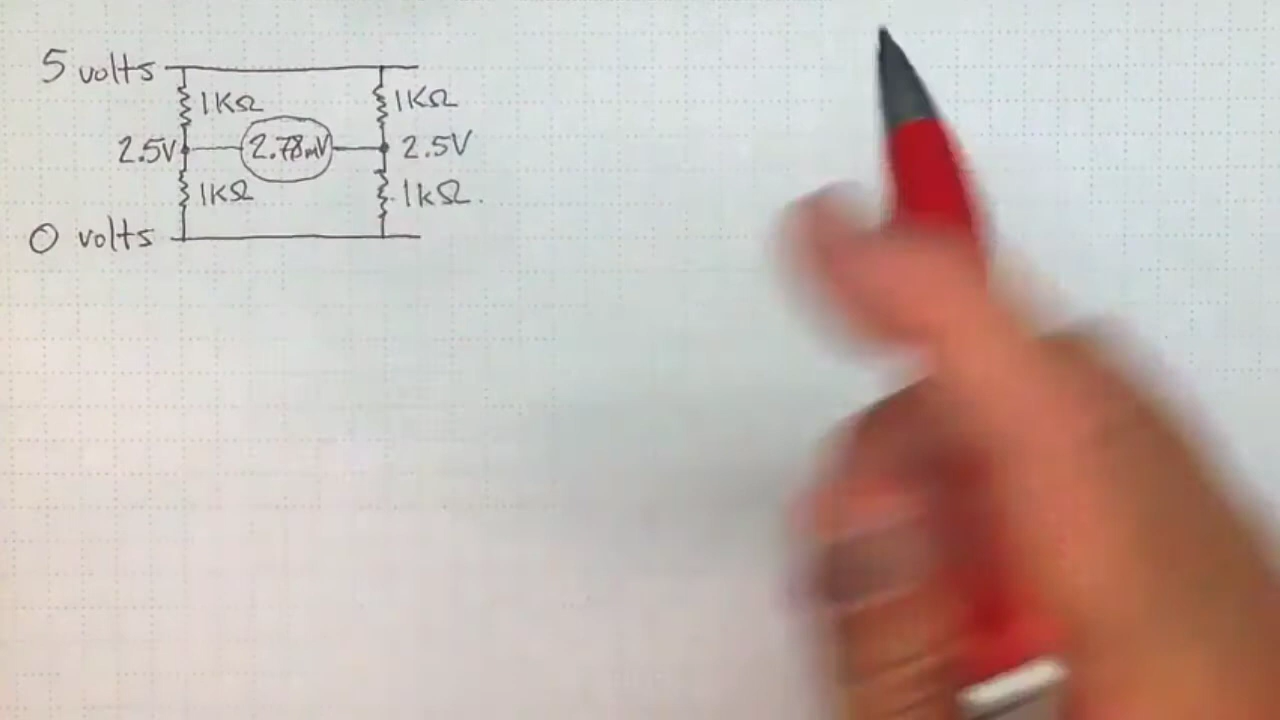 5 volts
1KΩ 1KΩ
2.5V 2.78mV 2.5V
1KΩ 1kΩ.
0 volts